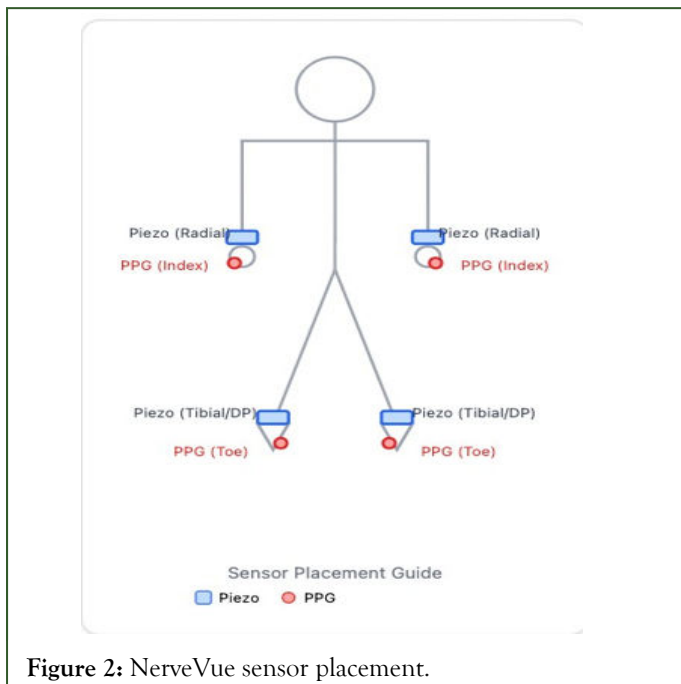 Piezo (Radial) Piezo (Radial)
PPG (Index) PPG (Index)
Piezo (Tibial/DP) Piezo (Tibial/DP)
PPG (Toe) PPG (Toe)
Sensor Placement Guide
Piezo PPG
Figure 2: NerveVue sensor placement.